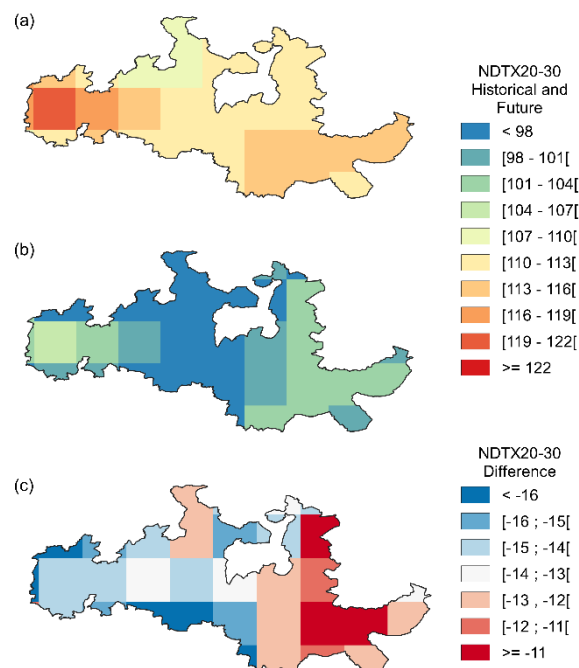 (a)
NDTX20-30
Historical and
Future
< 98
[98 - 101[
[101 - 104[
[104 - 107[
[107 - 110[
[110 - 113[
[113 - 116[
[116 - 119[
[119 - 122[
>= 122
(b)
(c)
NDTX20-30
Difference
< -16
[-16 ; -15[
[-15 ; -14[
[-14 ; -13[
[-13 , -12[
[-12 ; -11[
>= -11